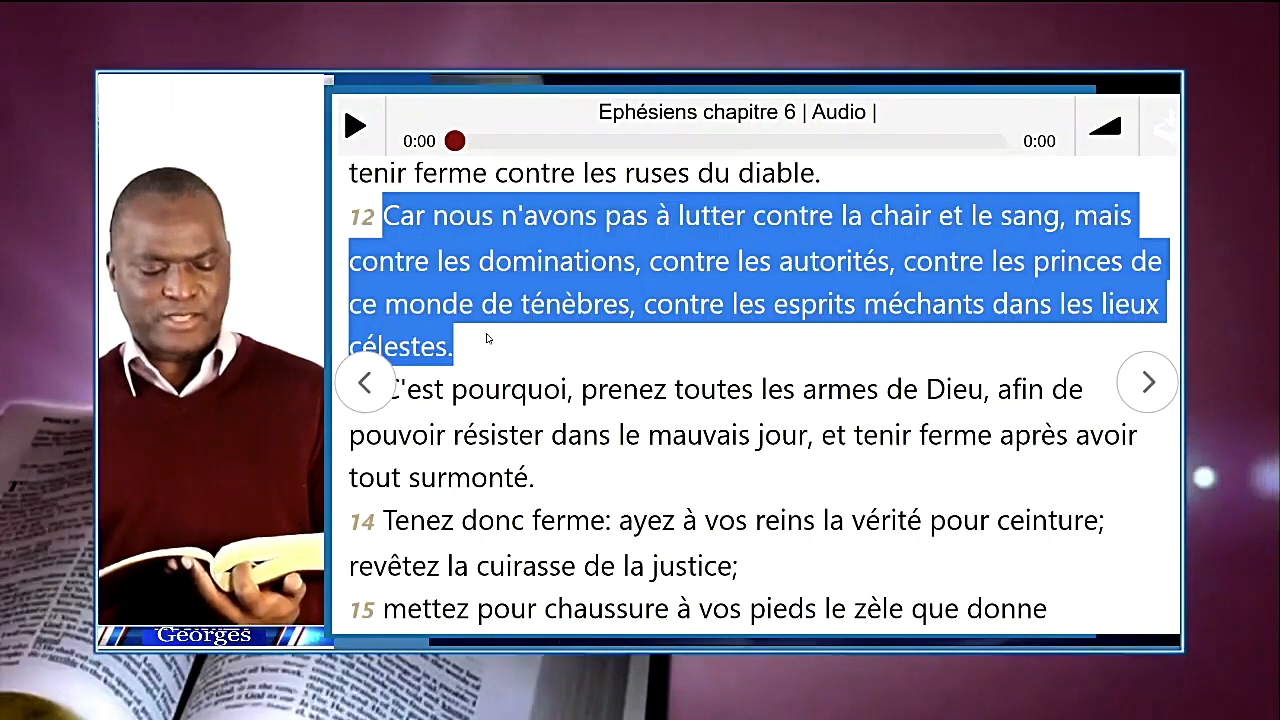 Ephésiens chapitre 6 | Audio |
0:00
0:00
tenir ferme contre les ruses du diable.
12 Car nous n'avons pas à lutter contre la chair et le sang, mais
contre les dominations, contre les autorités, contre les princes de
ce monde de ténèbres, contre les esprits méchants dans les lieux
célestes.
C'est pourquoi, prenez toutes les armes de Dieu, afin de
pouvoir résister dans le mauvais jour, et tenir ferme après avoir
tout surmonté.
14 Tenez donc ferme: ayez à vos reins la vérité pour ceinture;
revêtez la cuirasse de la justice;
15 mettez pour chaussure à vos pieds le zèle que donne
Georges